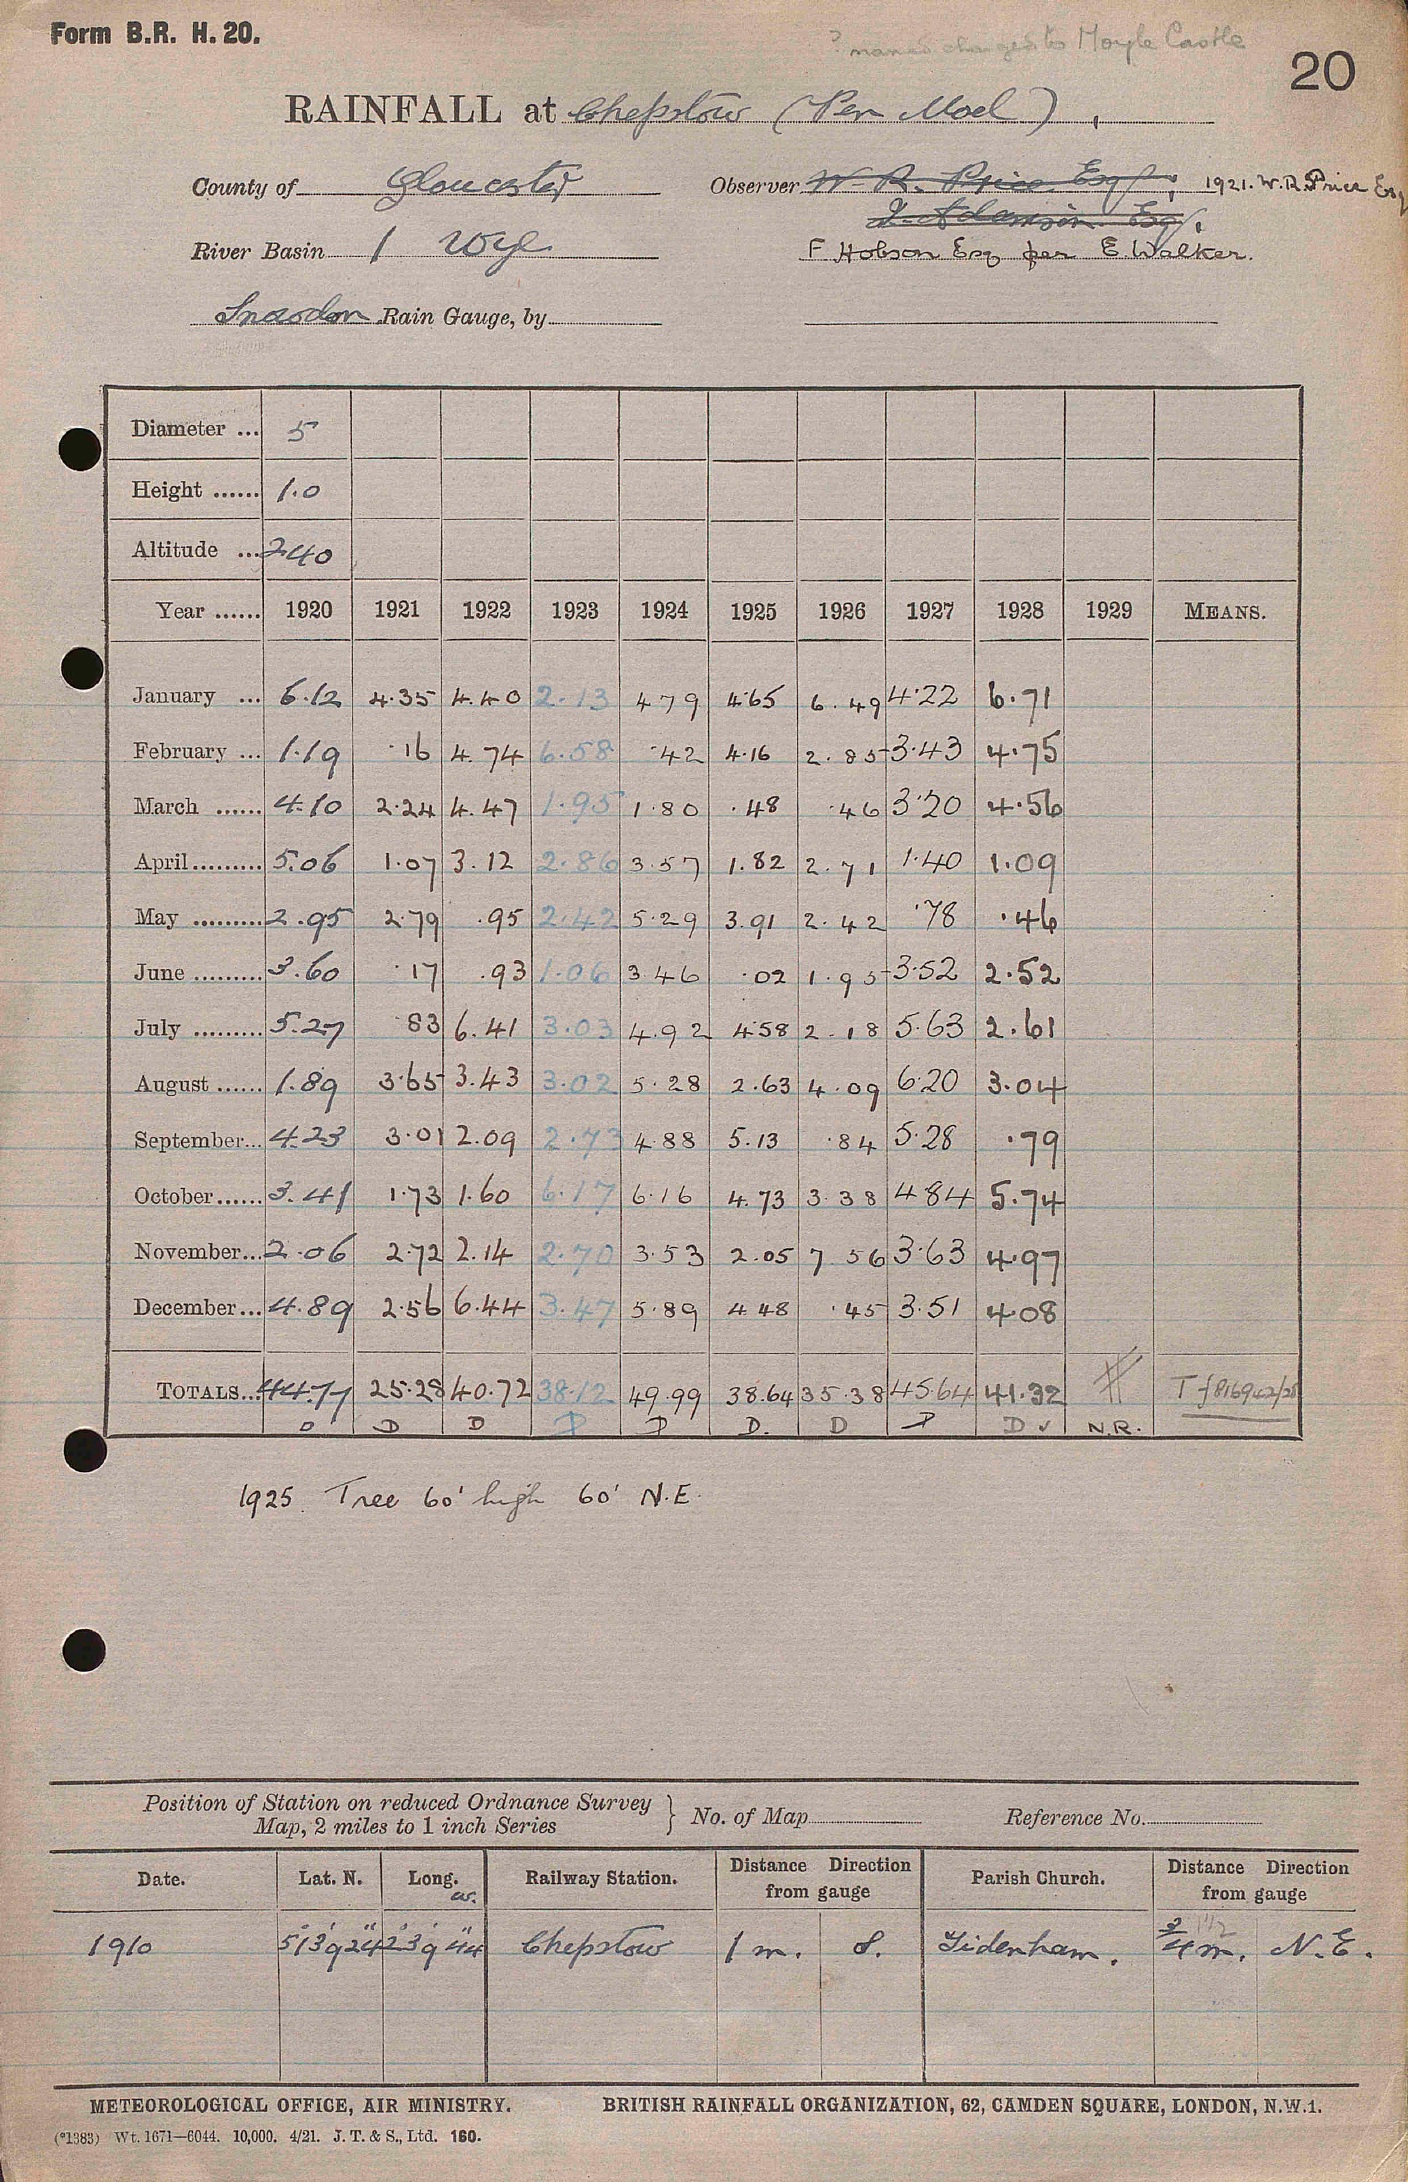 Form B.R. H. 20.
? name changed to Moyle Castle
20
RAINFALL at Chepstow (Pen Moel)
County of Gloucester Observer W. R. Price Esq; 1921. W. R. Price Esq
Adamson Esq.
River Basin / Wye F Hobson Esq per E. Walker.
Snowdon Rain Gauge, by
Diameter ... 5
Height ...... 1.0
Altitude ... 240
Year ...... 1920 1921 1922 1923 1924 1925 1926 1927 1928 1929 MEANS.
January ... 6.12 4.35 4.40 2.13 4 79 4.65 6.49 4.22 6.71
February ... 1.19 .16 4.74 6.58 .42 4.16 2.85 3.43 4.75
March ...... 4.10 2.24 4.47 1.95 1.80 .48 .46 3.20 4.56
April......... 5.06 1.07 3.12 2.86 3.57 1.82 2.71 1.40 1.09
May ......... 2.95 2.79 .95 2.42 5.29 3.91 2.42 .78 .46
June ......... 3.60 .17 .93 1.06 3.46 .02 1.95 3.52 2.52
July ......... 5.27 .83 6.41 3.03 4.92 4.58 2.18 5.63 2.61
August ...... 1.89 3.65 3.43 3.02 5.28 2.63 4.09 6.20 3.04
September... 4.23 3.01 2.09 2.73 4.88 5.13 .84 5.28 .79
October...... 3.41 1.73 1.60 6.17 6.16 4.73 3.38 4.84 5.74
November... 2.06 2.72 2.14 2.70 3.53 2.05 7.56 3.63 4.97
December... 4.89 2.56 6.44 3.47 5.89 4.48 .45 3.51 4.08
TOTALS... 44.77 25.28 40.72 38.12 49.99 38.64 35.38 45.64 41.32
D D D D D D. D D D ✓ N.R.
1925. Tree 60' high 60' N.E.
Position of Station on reduced Ordnance Survey
Map, 2 miles to 1 inch Series } No. of Map Reference No.
Date. Lat. N. Long. w. Railway Station. Distance Direction from gauge Parish Church. Distance Direction from gauge
1910 51° 39' 24" 2° 39' 44" Chepstow 1 m. S. Tidenham. 3/4 m. N.E.
METEOROLOGICAL OFFICE, AIR MINISTRY. BRITISH RAINFALL ORGANIZATION, 62, CAMDEN SQUARE, LONDON, N.W.1.
(*1383) Wt. 1671—6044. 10,000. 4/21. J. T. & S., Ltd. 160.